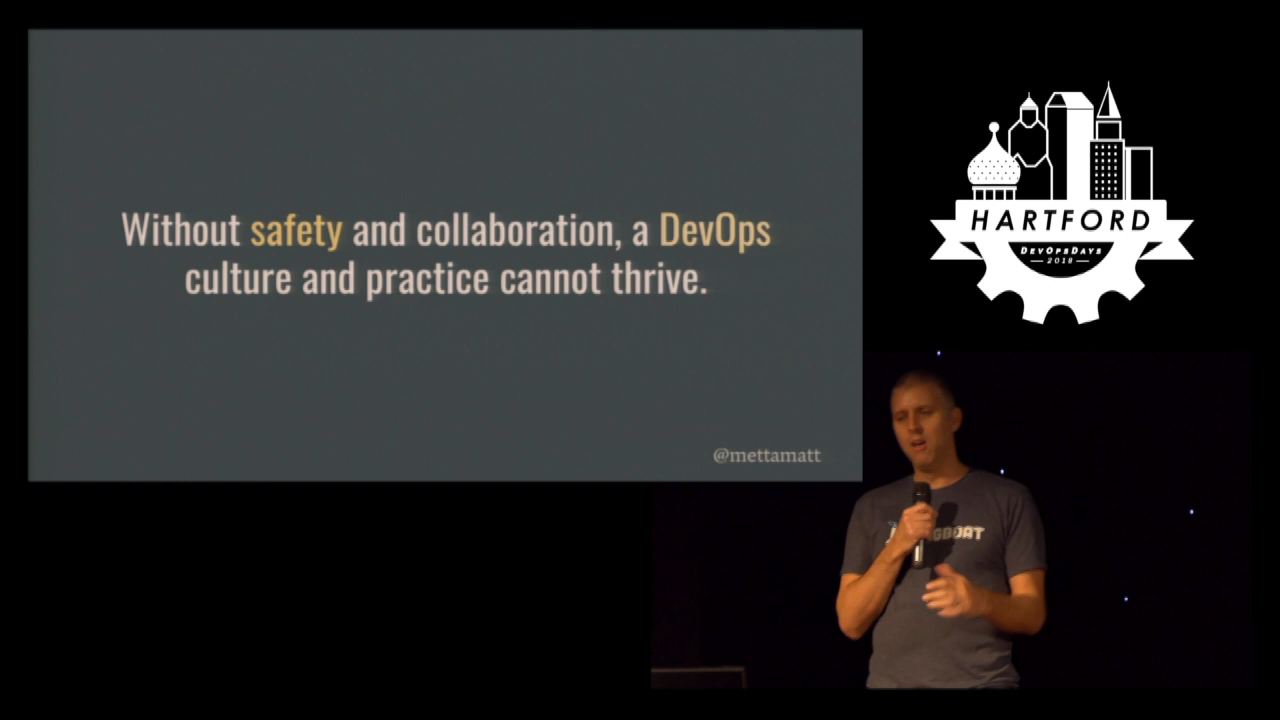 Without safety and collaboration, a DevOps
culture and practice cannot thrive.
@mettamatt
HARTFORD
DEVOPSDAYS
2018